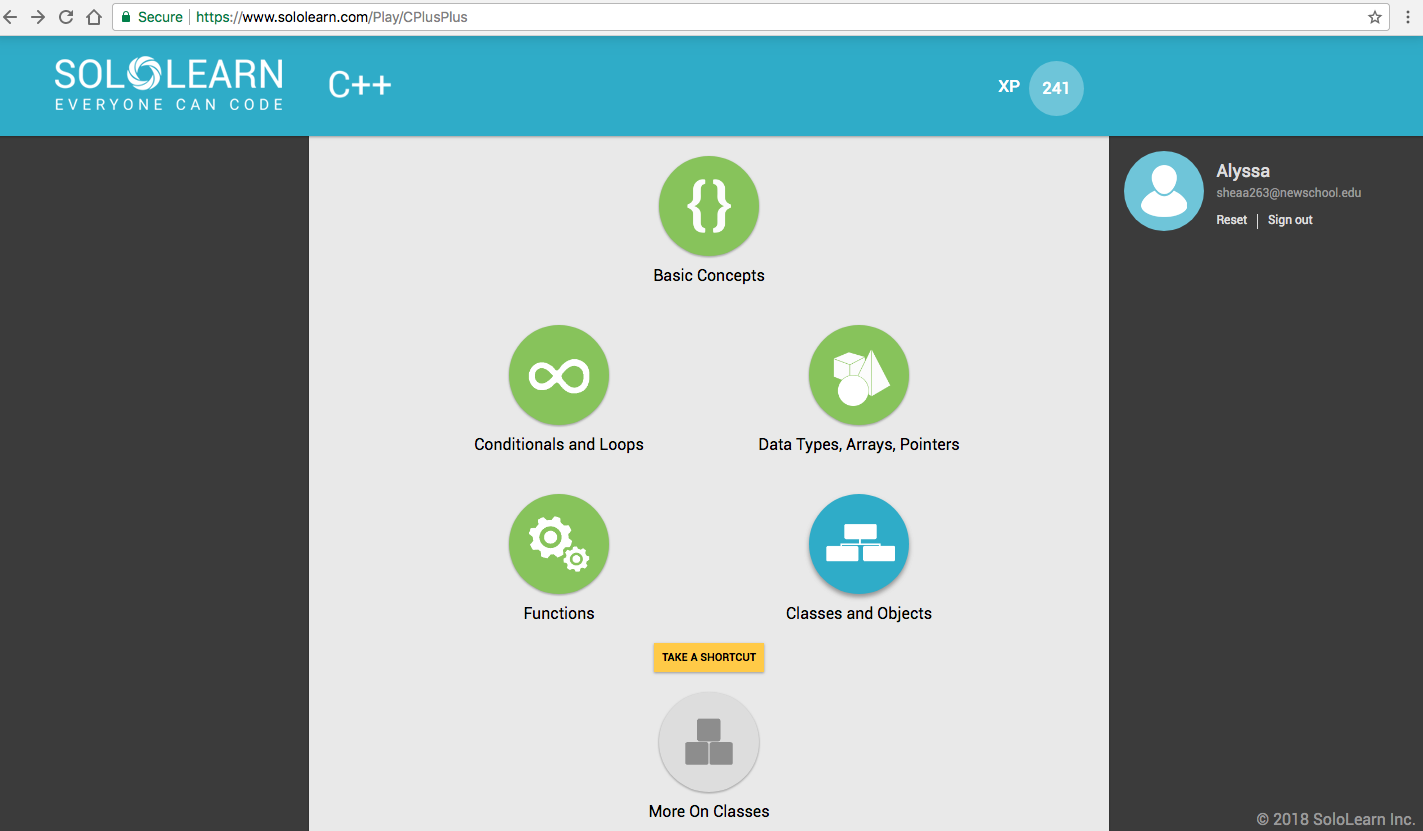 Secure https://www.sololearn.com/Play/CPlusPlus
SOLOLEARN
EVERYONE CAN CODE
C++
XP 241
Alyssa
sheaa263@newschool.edu
Reset | Sign out
{}
Basic Concepts
Conditionals and Loops
Data Types, Arrays, Pointers
Functions
Classes and Objects
TAKE A SHORTCUT
More On Classes
© 2018 SoloLearn Inc.